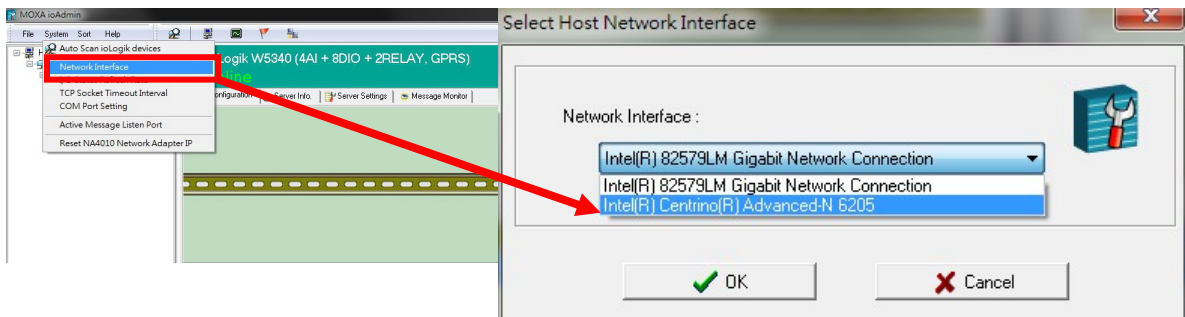 MOXA ioAdmin
File System Sort Help
Auto Scan ioLogik devices
Network Interface
TCP Socket Timeout Interval
COM Port Setting
Active Message Listen Port
Reset NA4010 Network Adapter IP
ogik W5340 (4AI + 8DIO + 2RELAY, GPRS)
line
onfiguration
Server Info.
Server Settings
Message Monitor
Select Host Network Interface
Network Interface :
Intel(R) 82579LM Gigabit Network Connection
Intel(R) 82579LM Gigabit Network Connection
Intel(R) Centrino(R) Advanced-N 6205
OK
Cancel